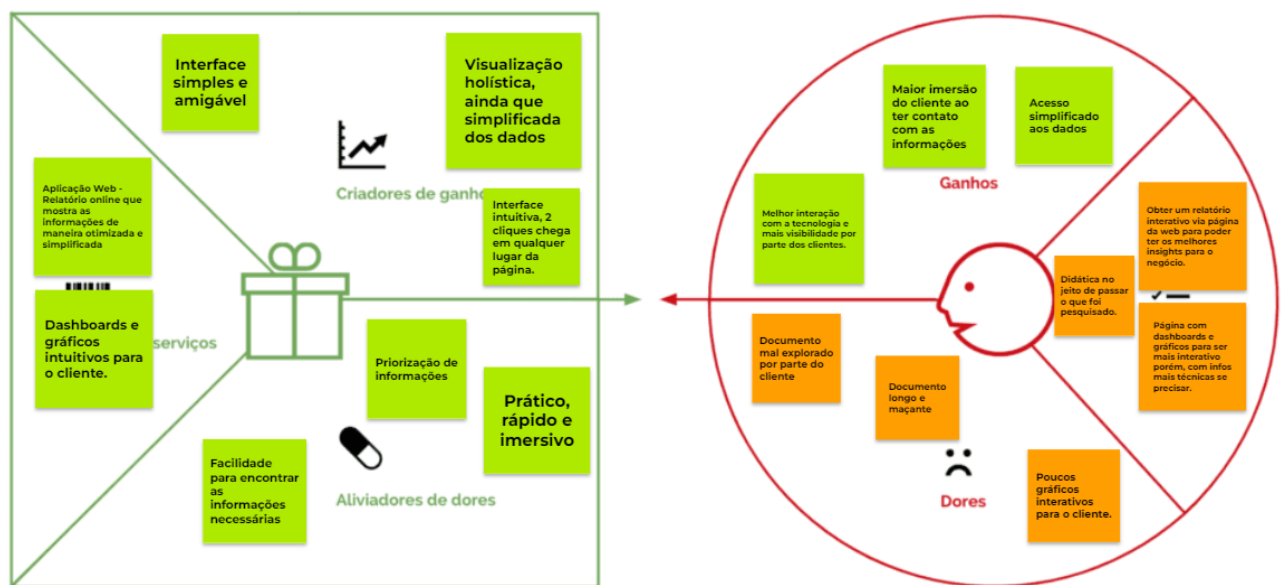 Interface
simples e
amigável
Visualização
holística,
ainda que
simplificada
dos dados
Criadores de ganho
Aplicação Web -
Relatório online que
mostra as
informações de
maneira otimizada e
simplificada
Interface
intuitiva, 2
cliques chega
em qualquer
lugar da
página.
Dashboards e
gráficos
intuitivos para
o cliente.
serviços
Priorização de
informações
Prático,
rápido e
imersivo
Facilidade
para encontrar
as
informações
necessárias
Aliviadores de dores
Maior imersão
do cliente ao
ter contato
com as
informações
Acesso
simplificado
aos dados
Ganhos
Melhor interação
com a tecnologia e
mais visibilidade por
parte dos clientes.
Obter um relatório
interativo via página
da web para poder
ter os melhores
insights para o
negócio.
Didática no
jeito de passar
o que foi
pesquisado.
Página com
dashboards e
gráficos para ser
mais interativo
porém, com infos
mais técnicas se
precisar.
Documento
mal explorado
por parte do
cliente
Documento
longo e
maçante
Dores
Poucos
gráficos
interativos
para o cliente.